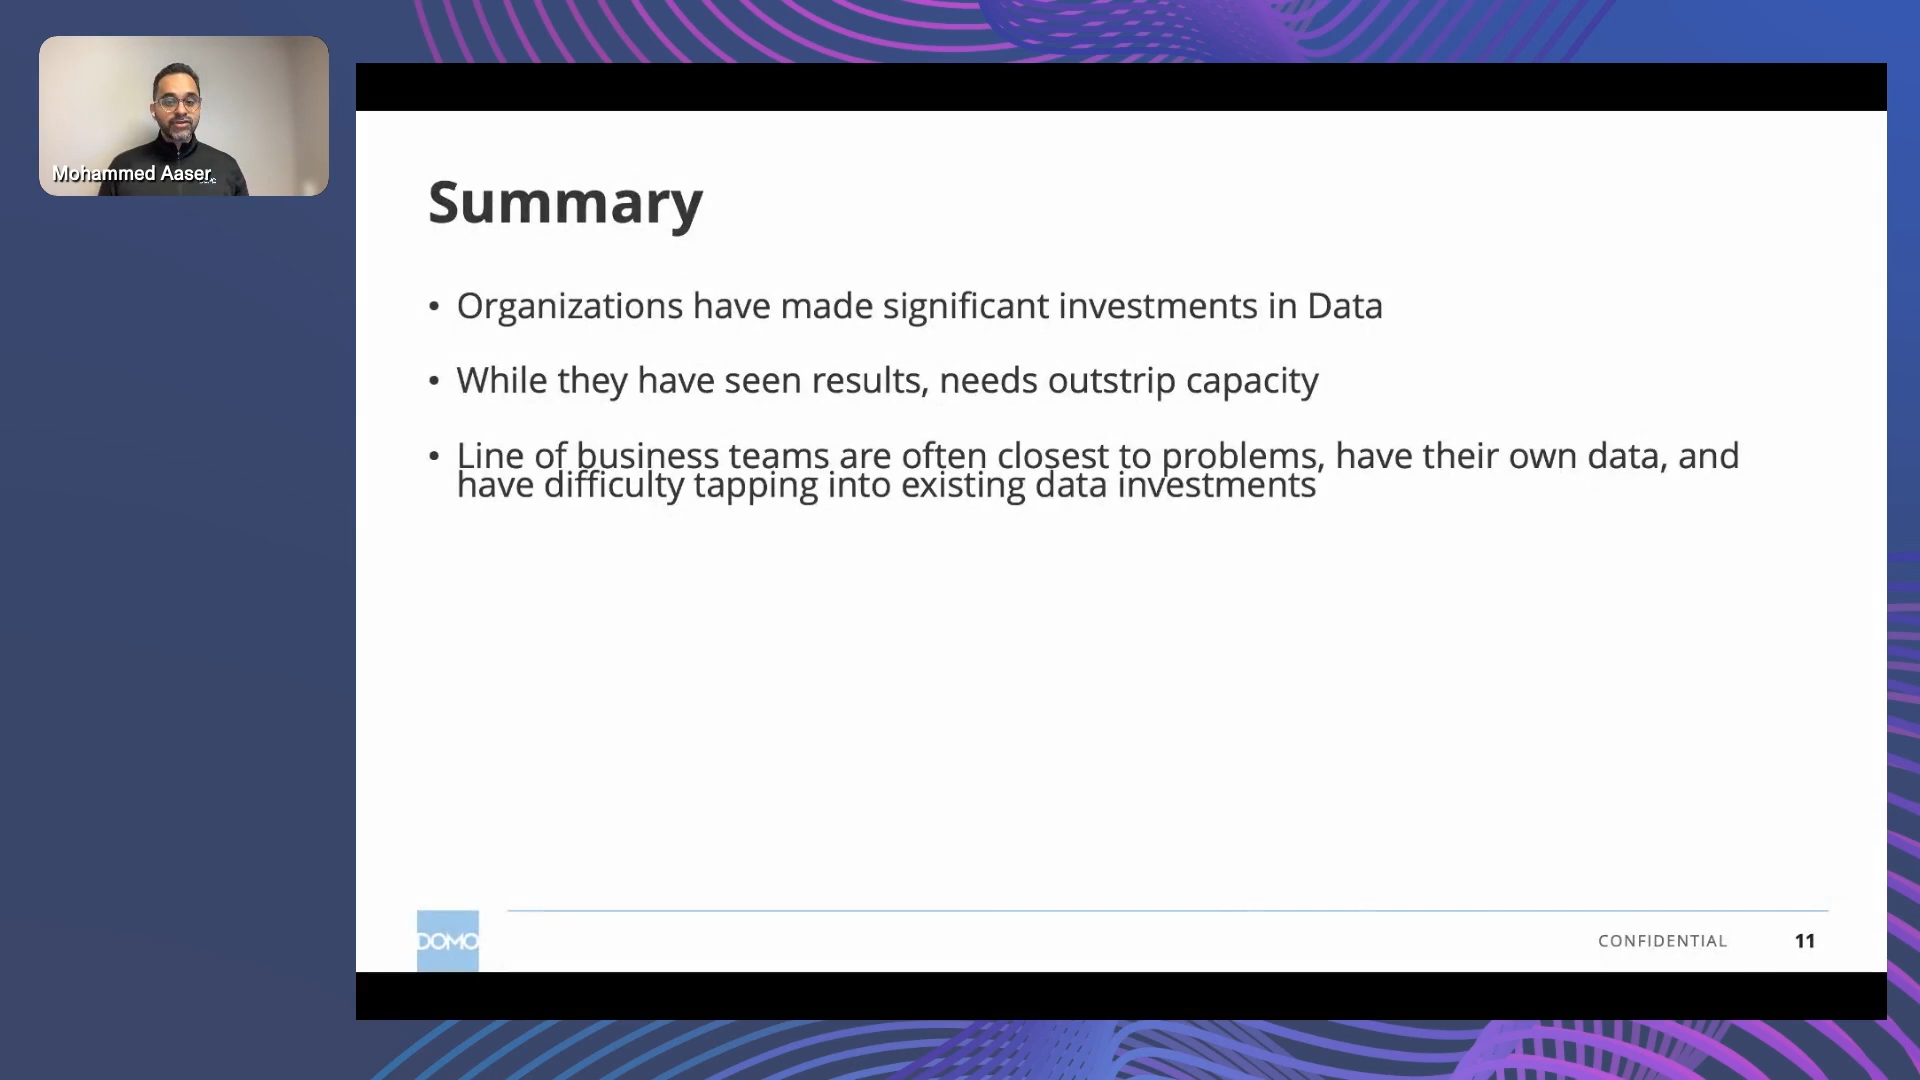 Mohammed Aaser
Summary
• Organizations have made significant investments in Data
• While they have seen results, needs outstrip capacity
• Line of business teams are often closest to problems, have their own data, and
have difficulty tapping into existing data investments
DOMO
CONFIDENTIAL
11